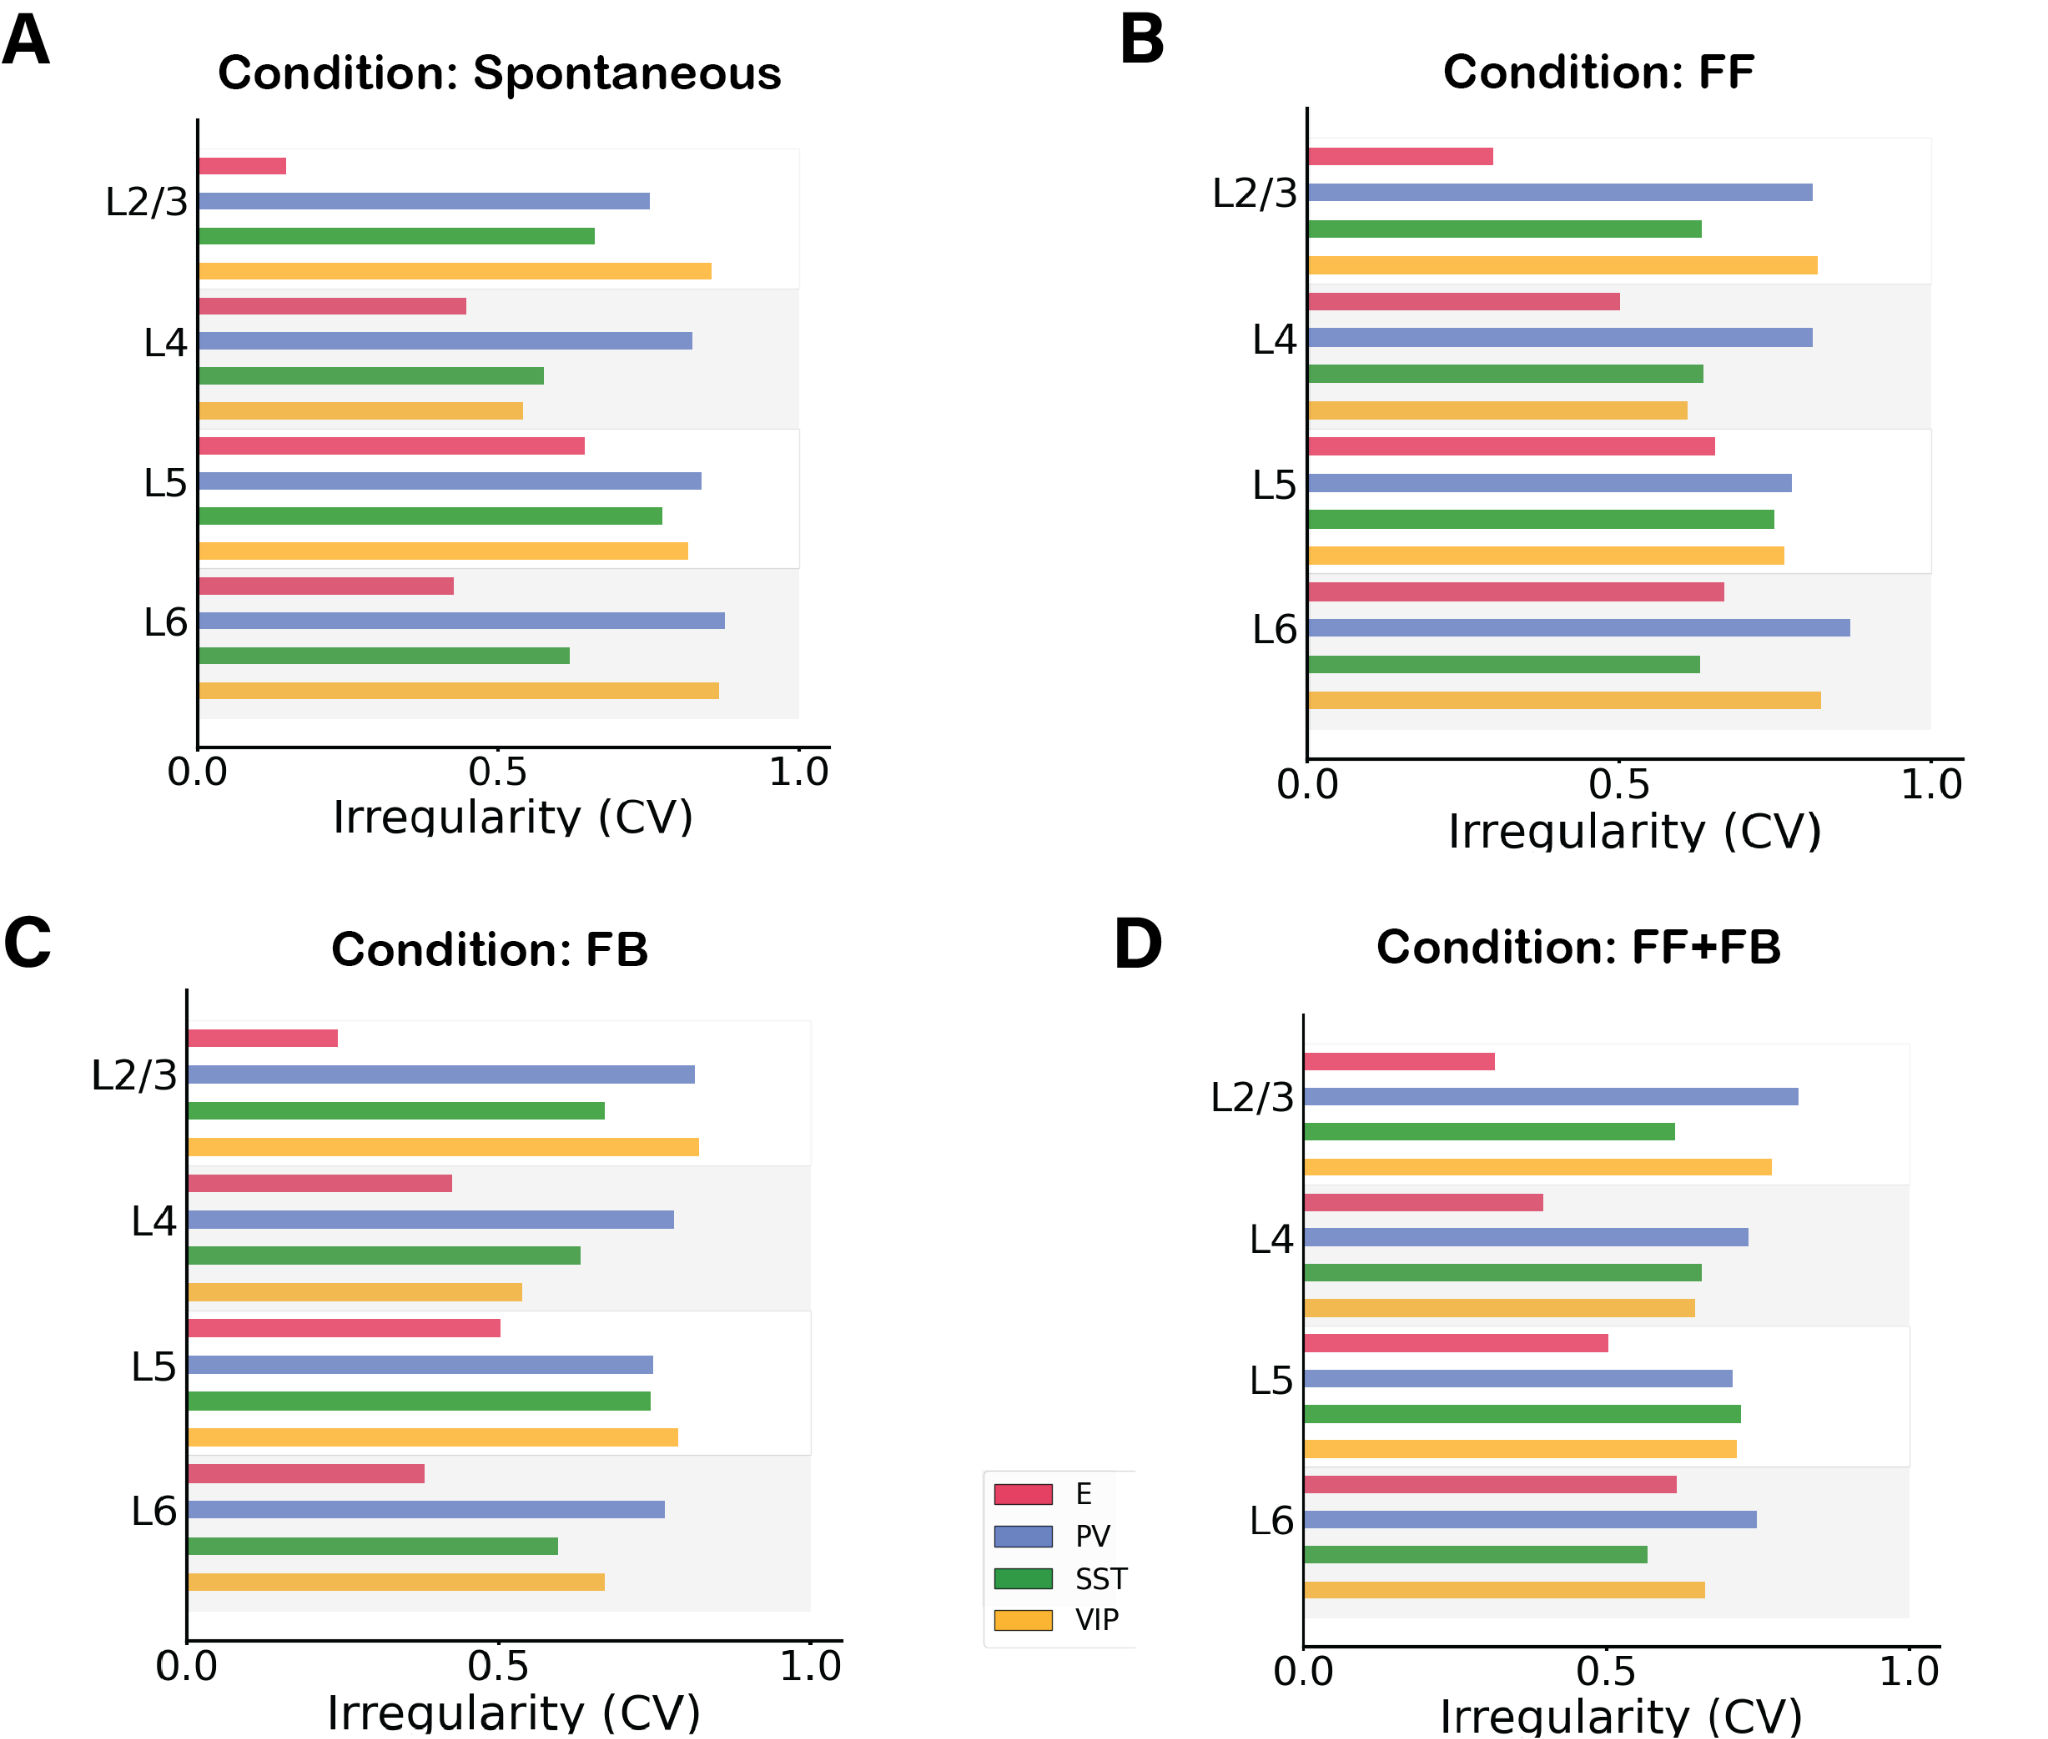 A
Condition: Spontaneous
L2/3
L4
L5
L6
0.0 0.5 1.0
Irregularity (CV)
B
Condition: FF
L2/3
L4
L5
L6
0.0 0.5 1.0
Irregularity (CV)
C
Condition: FB
L2/3
L4
L5
L6
0.0 0.5 1.0
Irregularity (CV)
E
PV
SST
VIP
D
Condition: FF+FB
L2/3
L4
L5
L6
0.0 0.5 1.0
Irregularity (CV)